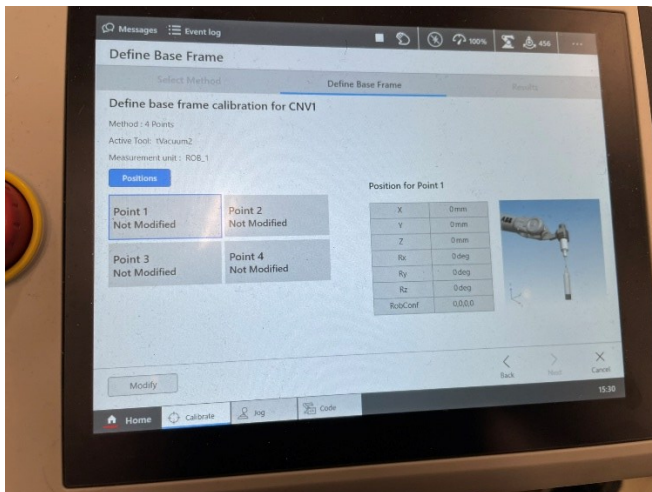 Messages Event log
100% 456 ...
Define Base Frame
Select Method Define Base Frame Results
Define base frame calibration for CNV1
Method : 4 Points
Active Tool: tVacuum2
Measurement unit : ROB_1
Positions
Position for Point 1
Point 1
Not Modified
Point 2
Not Modified
Point 3
Not Modified
Point 4
Not Modified
X 0 mm
Y 0 mm
Z 0 mm
Rx 0 deg
Ry 0 deg
Rz 0 deg
RobConf 0,0,0,0
Modify
Back Next Cancel
15:30
Home Calibrate Jog Code